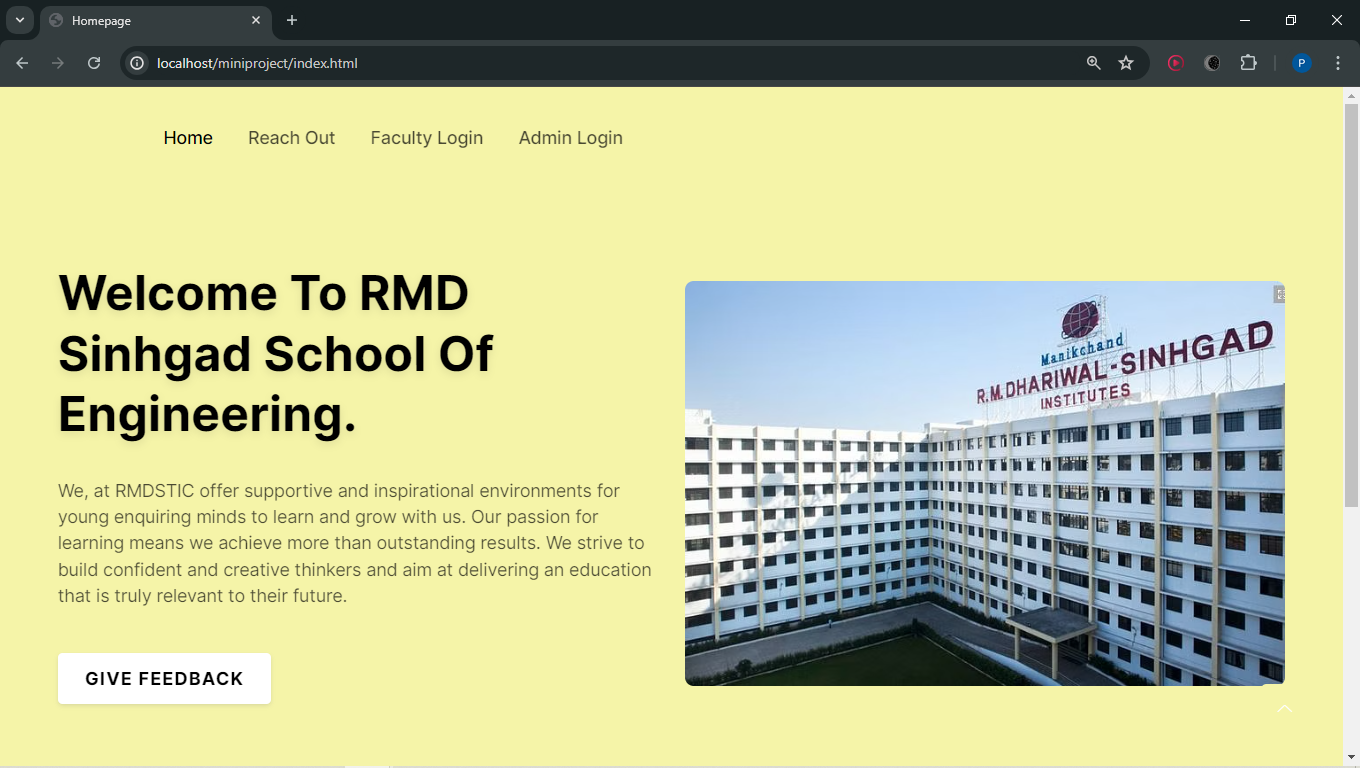 Homepage
localhost/miniproject/index.html
P
Home Reach Out Faculty Login Admin Login
Welcome To RMD
Sinhgad School Of
Engineering.
We, at RMDSTIC offer supportive and inspirational environments for
young enquiring minds to learn and grow with us. Our passion for
learning means we achieve more than outstanding results. We strive to
build confident and creative thinkers and aim at delivering an education
that is truly relevant to their future.
GIVE FEEDBACK
Manikchand
R.M.DHARIWAL-SINHGAD
INSTITUTES